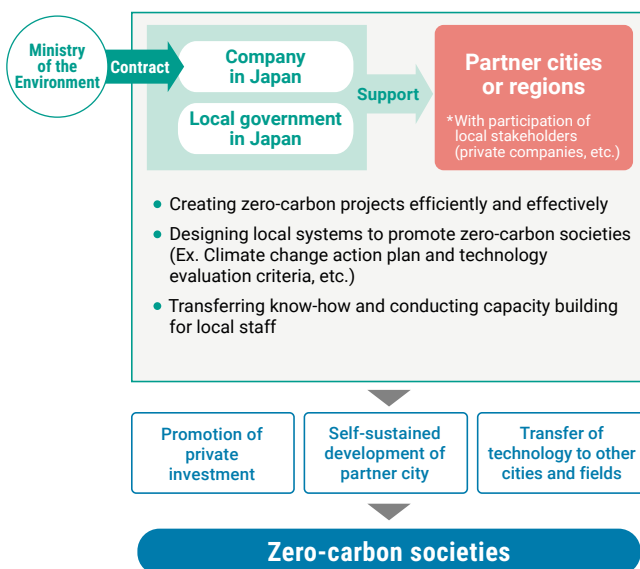 Ministry
of the
Environment
Contract
Company
in Japan
Local government
in Japan
Support
Partner cities
or regions
*With participation of
local stakeholders
(private companies, etc.)
• Creating zero-carbon projects efficiently and effectively
• Designing local systems to promote zero-carbon societies
(Ex. Climate change action plan and technology
evaluation criteria, etc.)
• Transferring know-how and conducting capacity building
for local staff
Promotion of
private
investment
Self-sustained
development of
partner city
Transfer of
technology to other
cities and fields
Zero-carbon societies